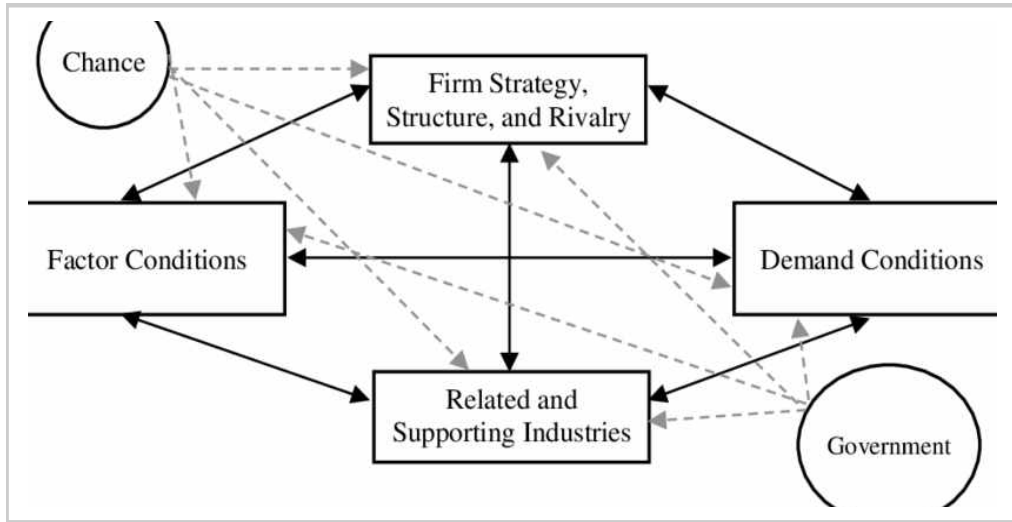 Chance
Firm Strategy,
Structure, and Rivalry
Factor Conditions
Demand Conditions
Related and
Supporting Industries
Government